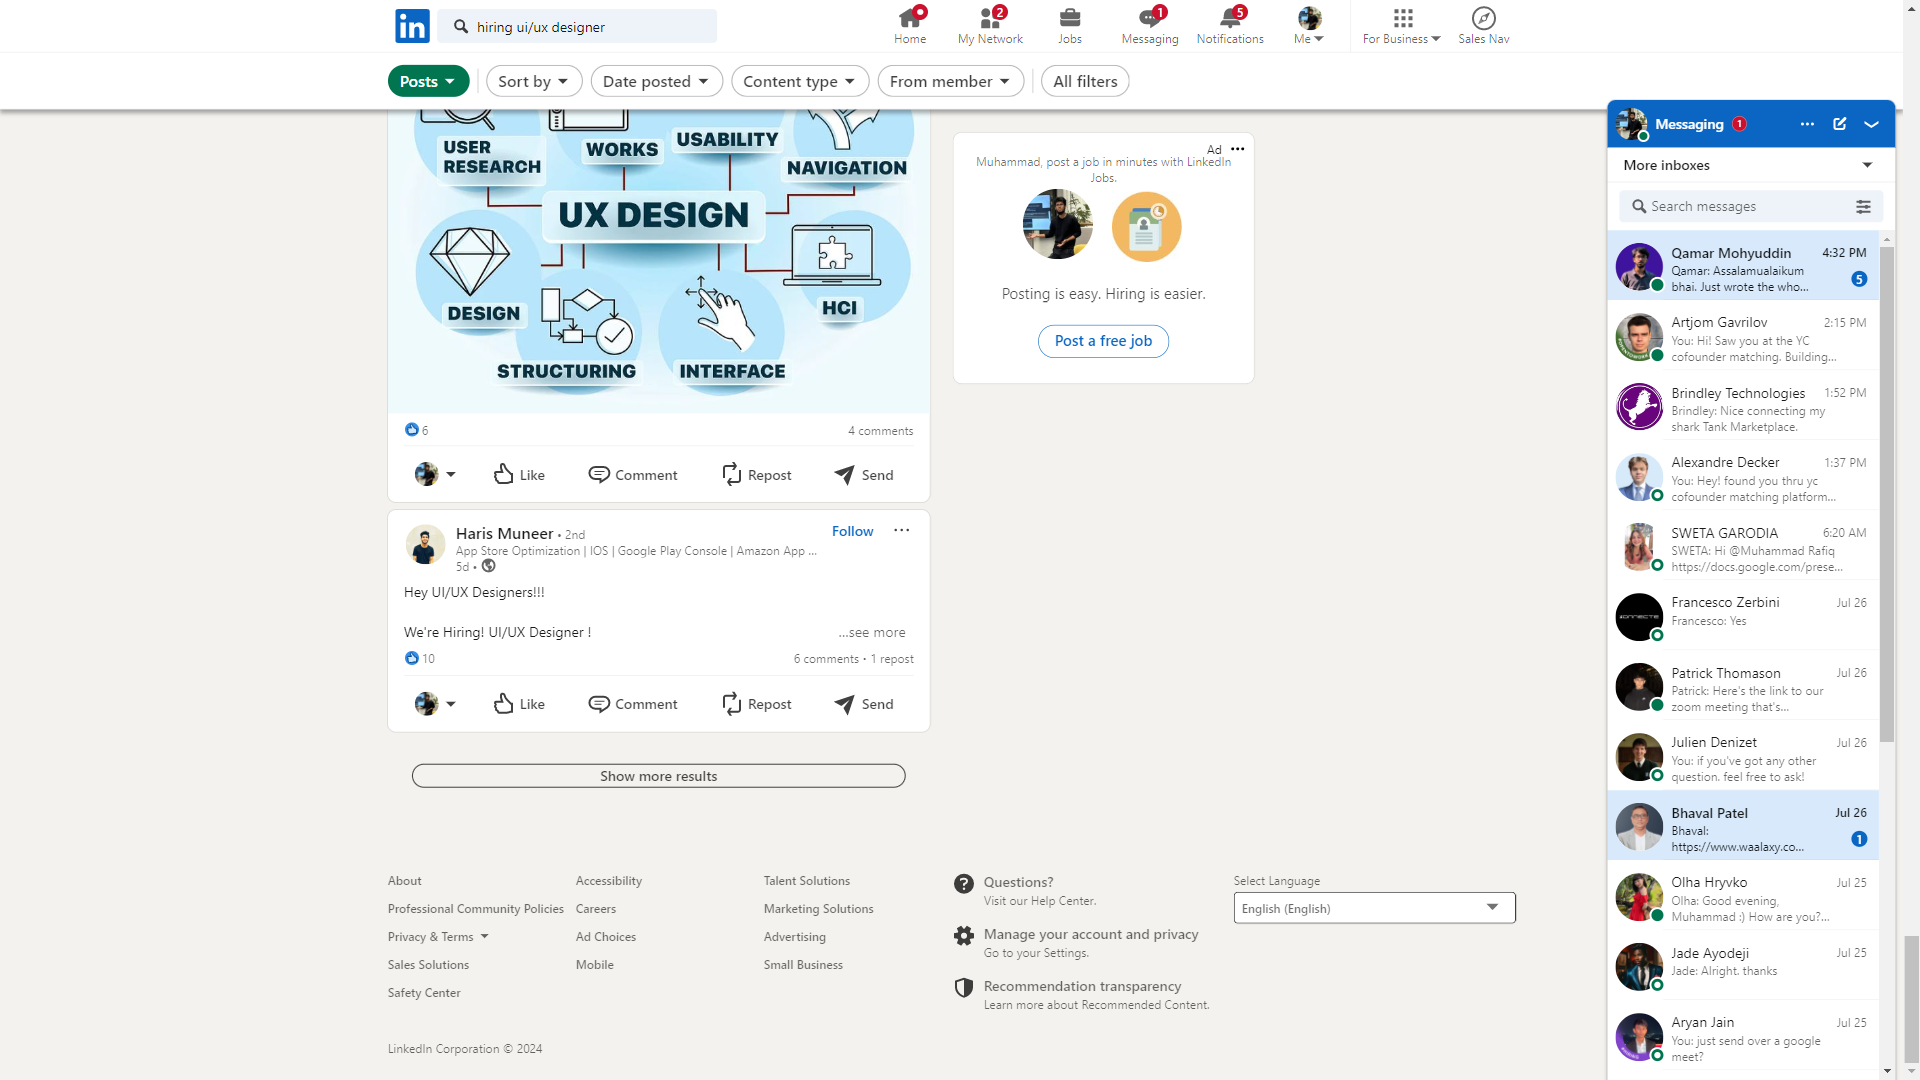 in
hiring ui/ux designer
Home
2
My Network
Jobs
1
Messaging
5
Notifications
Me
For Business
Sales Nav
Posts
Sort by
Date posted
Content type
From member
All filters
USER
RESEARCH
WORKS
USABILITY
NAVIGATION
UX DESIGN
DESIGN
HCI
STRUCTURING
INTERFACE
6
4 comments
Like
Comment
Repost
Send
Haris Muneer • 2nd
Follow
App Store Optimization | IOS | Google Play Console | Amazon App ...
5d •
Hey UI/UX Designers!!!
We're Hiring! UI/UX Designer !
...see more
10
6 comments • 1 repost
Like
Comment
Repost
Send
Show more results
Ad
Muhammad, post a job in minutes with LinkedIn
Jobs.
Posting is easy. Hiring is easier.
Post a free job
About
Accessibility
Talent Solutions
Professional Community Policies
Careers
Marketing Solutions
Privacy & Terms
Ad Choices
Advertising
Sales Solutions
Mobile
Small Business
Safety Center
Questions?
Visit our Help Center.
Manage your account and privacy
Go to your Settings.
Recommendation transparency
Learn more about Recommended Content.
Select Language
English (English)
LinkedIn Corporation © 2024
Messaging 1
More inboxes
Search messages
Qamar Mohyuddin 4:32 PM
Qamar: Assalamualaikum
bhai. Just wrote the who... 5
Artjom Gavrilov 2:15 PM
You: Hi! Saw you at the YC
cofounder matching. Building...
Brindley Technologies 1:52 PM
Brindley: Nice connecting my
shark Tank Marketplace.
Alexandre Decker 1:37 PM
You: Hey! found you thru yc
cofounder matching platform...
SWETA GARODIA 6:20 AM
SWETA: Hi @Muhammad Rafiq
https://docs.google.com/prese...
Francesco Zerbini Jul 26
Francesco: Yes
Patrick Thomason Jul 26
Patrick: Here's the link to our
zoom meeting that's...
Julien Denizet Jul 26
You: if you've got any other
question. feel free to ask!
Bhaval Patel Jul 26
Bhaval:
https://www.waalaxy.co... 1
Olha Hryvko Jul 25
Olha: Good evening,
Muhammad :) How are you?...
Jade Ayodeji Jul 25
Jade: Alright. thanks
Aryan Jain Jul 25
You: just send over a google
meet?